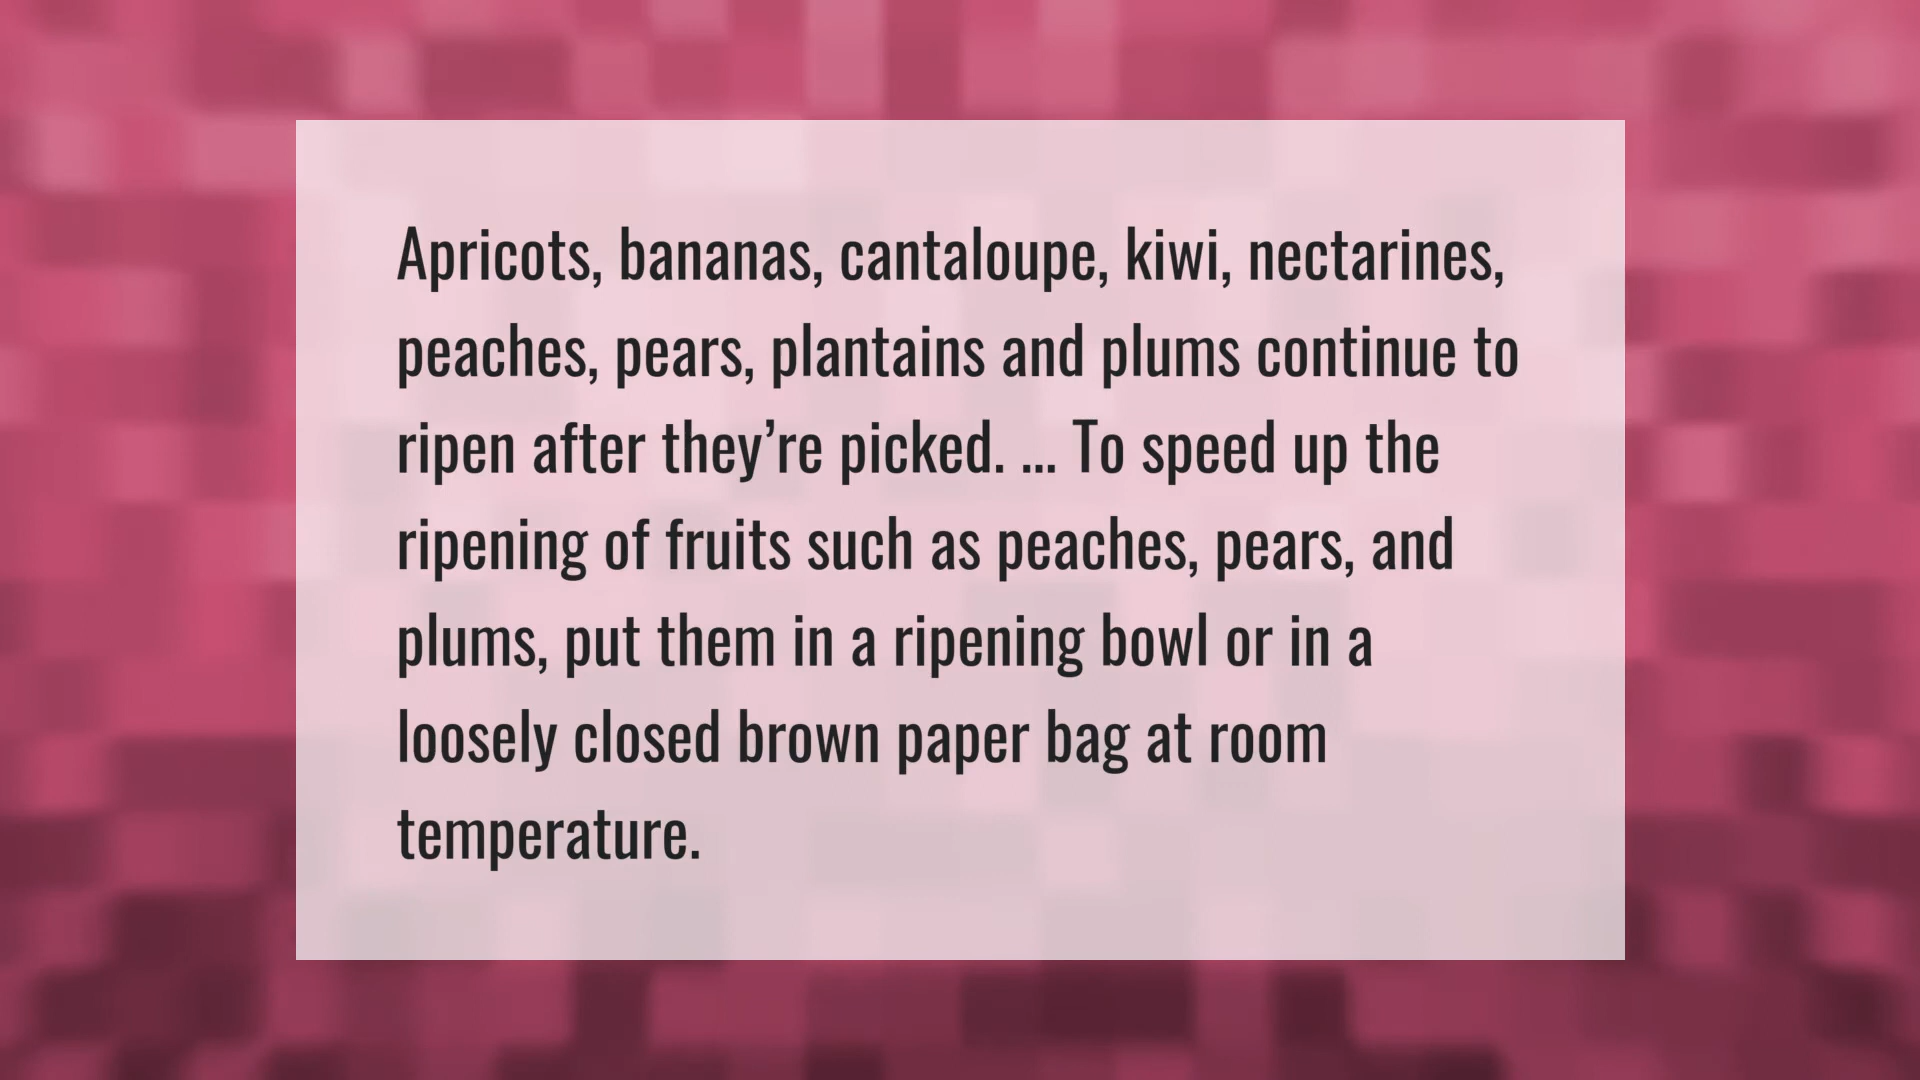 Apricots, bananas, cantaloupe, kiwi, nectarines,
peaches, pears, plantains and plums continue to
ripen after they’re picked. ... To speed up the
ripening of fruits such as peaches, pears, and
plums, put them in a ripening bowl or in a
loosely closed brown paper bag at room
temperature.